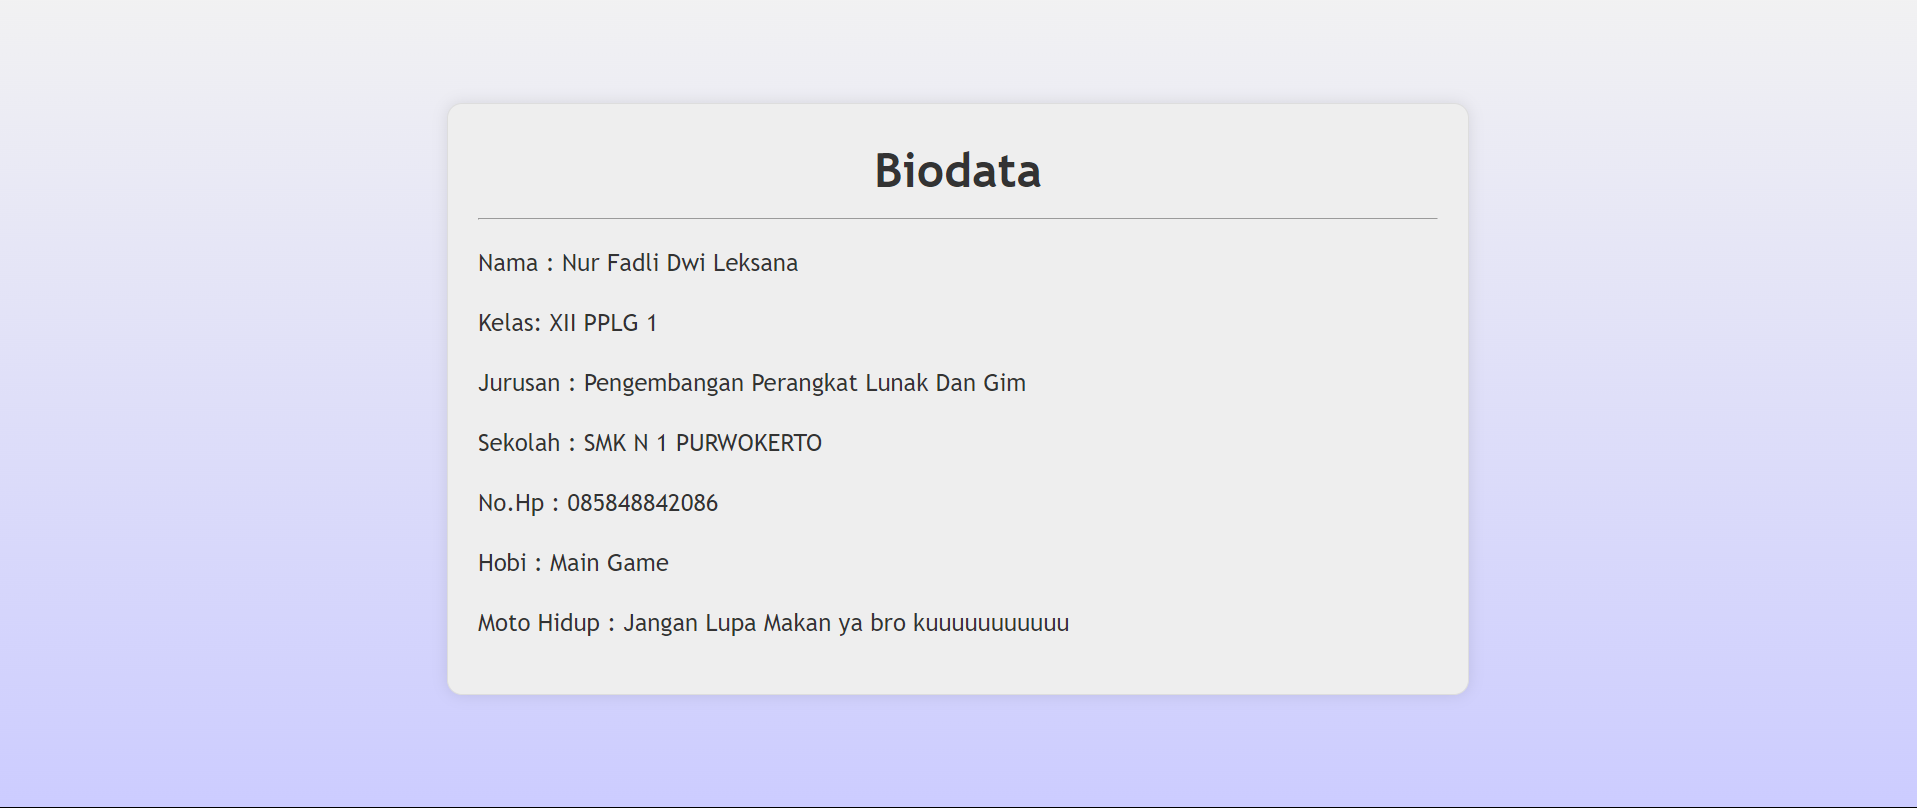 Biodata
Nama : Nur Fadli Dwi Leksana
Kelas: XII PPLG 1
Jurusan : Pengembangan Perangkat Lunak Dan Gim
Sekolah : SMK N 1 PURWOKERTO
No.Hp : 085848842086
Hobi : Main Game
Moto Hidup : Jangan Lupa Makan ya bro kuuuuuuuuuuu